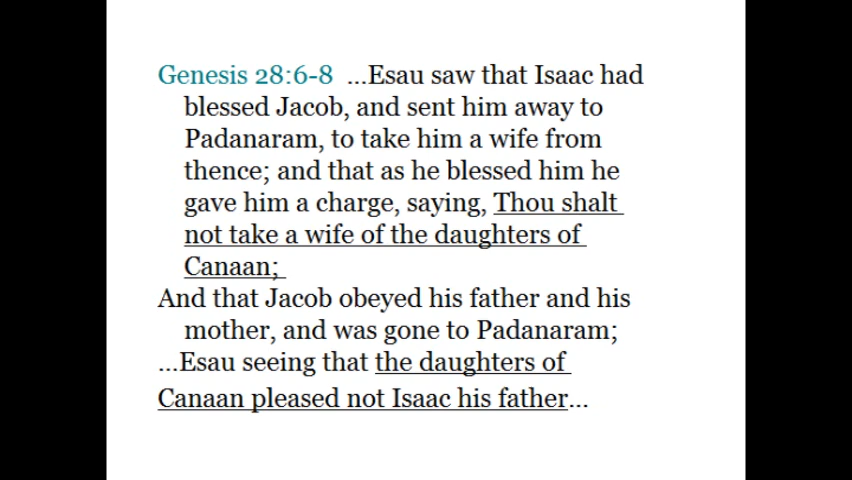 Genesis 28:6-8 ...Esau saw that Isaac had
blessed Jacob, and sent him away to
Padanaram, to take him a wife from
thence; and that as he blessed him he
gave him a charge, saying, Thou shalt
not take a wife of the daughters of
Canaan;
And that Jacob obeyed his father and his
mother, and was gone to Padanaram;
...Esau seeing that the daughters of
Canaan pleased not Isaac his father...